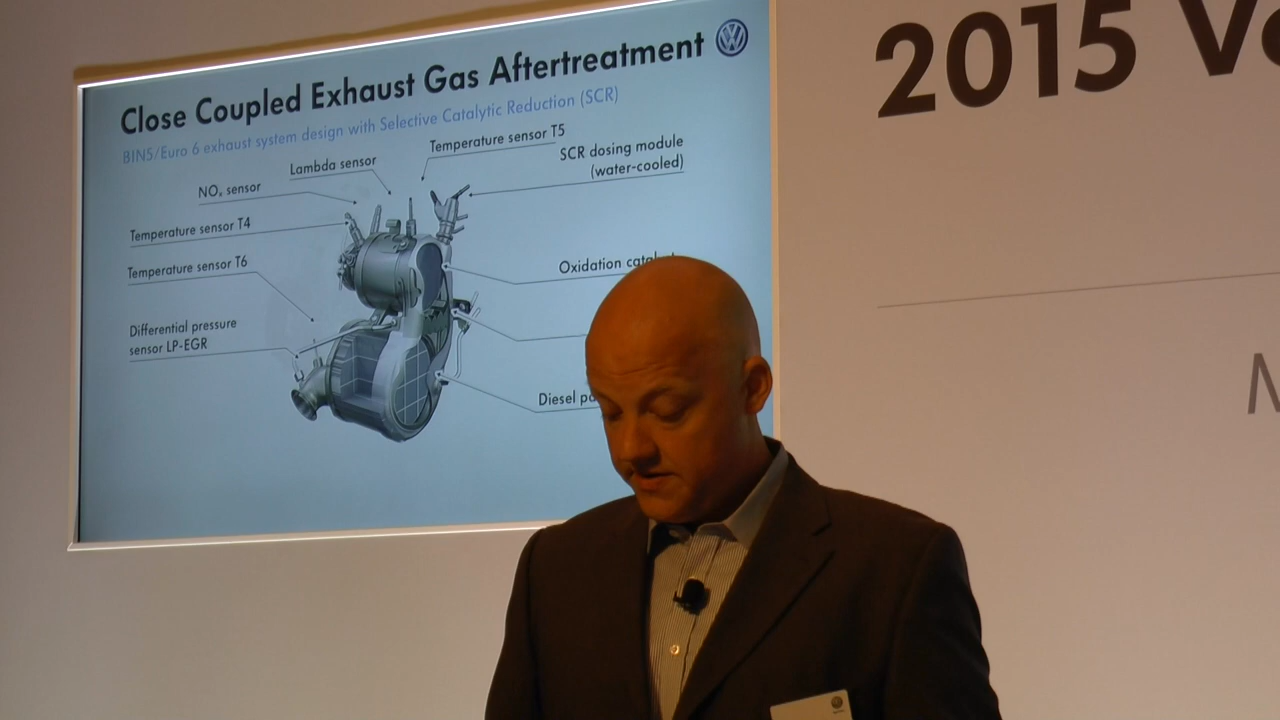 Close Coupled Exhaust Gas Aftertreatment
BIN5/Euro 6 exhaust system design with Selective Catalytic Reduction (SCR)
Temperature sensor T5
Lambda sensor
SCR dosing module
(water-cooled)
NOx sensor
Temperature sensor T4
Temperature sensor T6
Oxidation
Differential pressure
sensor LP-EGR
Diesel
2015